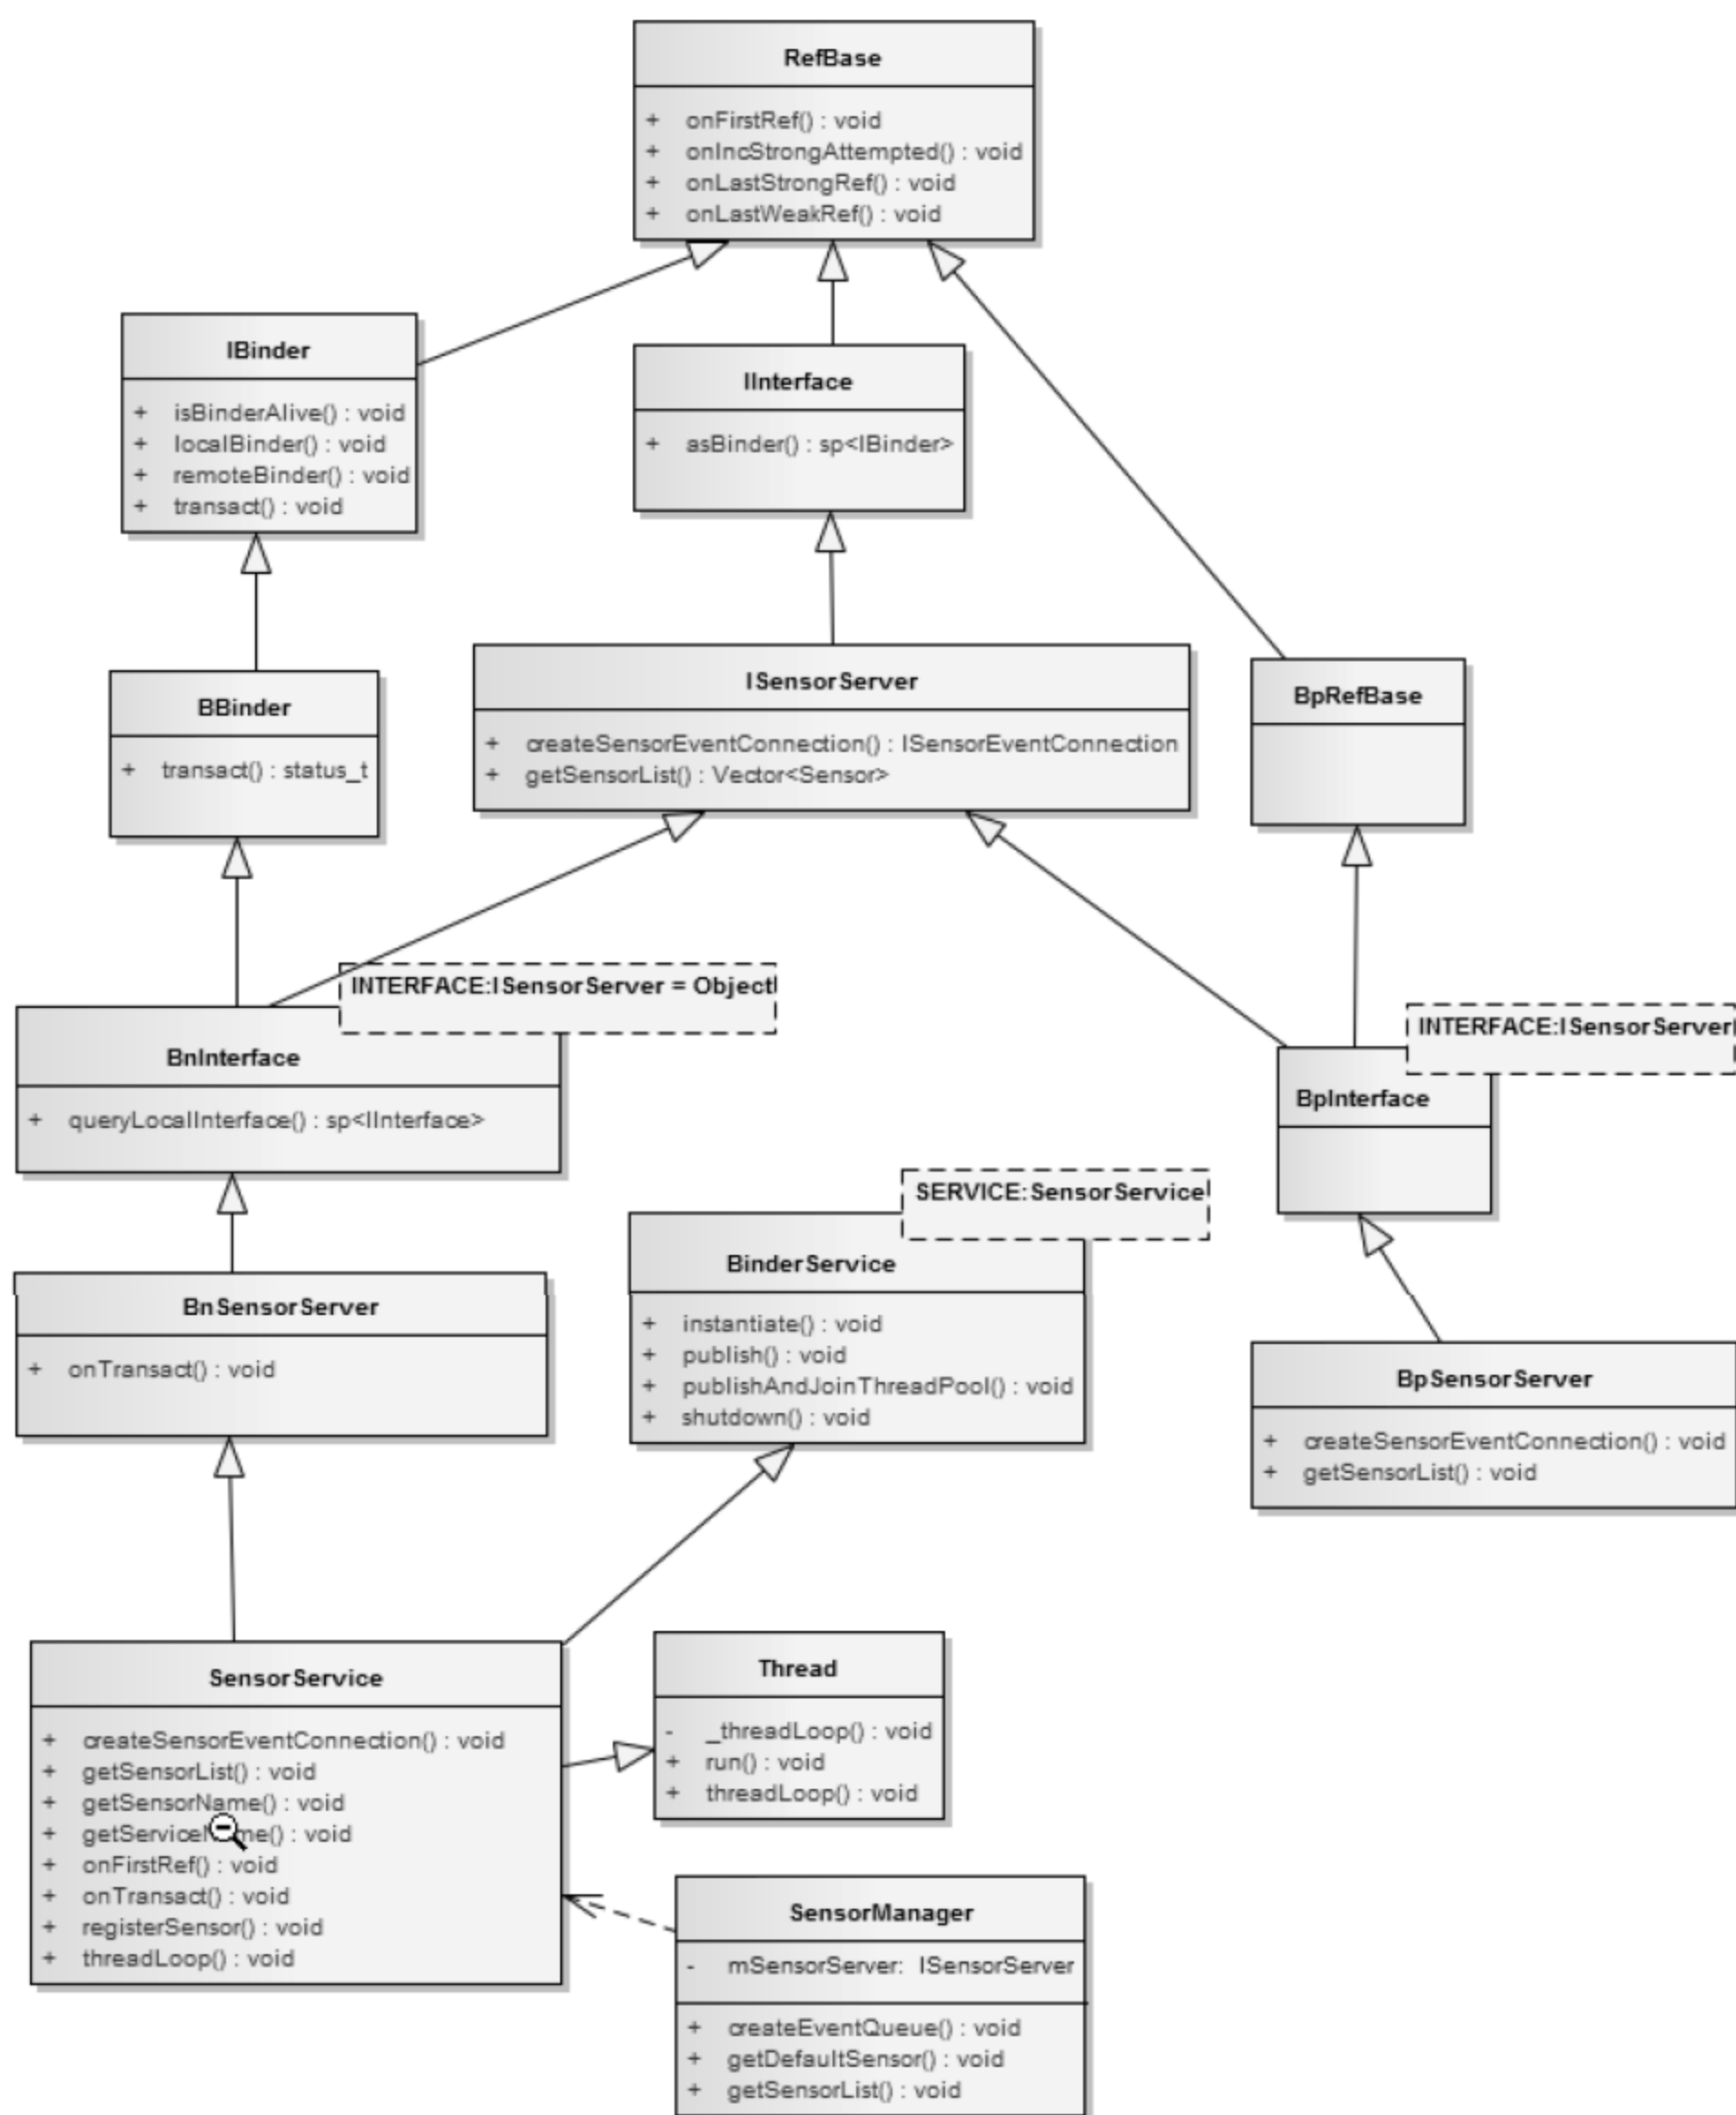 RefBase
+ onFirstRef() : void
+ onIncStrongAttempted() : void
+ onLastStrongRef() : void
+ onLastWeakRef() : void
IBinder
+ isBinderAlive() : void
+ localBinder() : void
+ remoteBinder() : void
+ transact() : void
IInterface
+ asBinder() : sp<IBinder>
BBinder
+ transact() : status_t
ISensorServer
+ createSensorEventConnection() : ISensorEventConnection
+ getSensorList() : Vector<Sensor>
BpRefBase
INTERFACE:ISensorServer = Object
BnInterface
+ queryLocalInterface() : sp<IInterface>
INTERFACE:ISensorServer
BpInterface
BnSensorServer
+ onTransact() : void
SERVICE:SensorService
BinderService
+ instantiate() : void
+ publish() : void
+ publishAndJoinThreadPool() : void
+ shutdown() : void
BpSensorServer
+ createSensorEventConnection() : void
+ getSensorList() : void
SensorService
+ createSensorEventConnection() : void
+ getSensorList() : void
+ getSensorName() : void
+ getServiceName() : void
+ onFirstRef() : void
+ onTransact() : void
+ registerSensor() : void
+ threadLoop() : void
Thread
- _threadLoop() : void
+ run() : void
+ threadLoop() : void
SensorManager
- mSensorServer: ISensorServer
+ createEventQueue() : void
+ getDefaultSensor() : void
+ getSensorList() : void